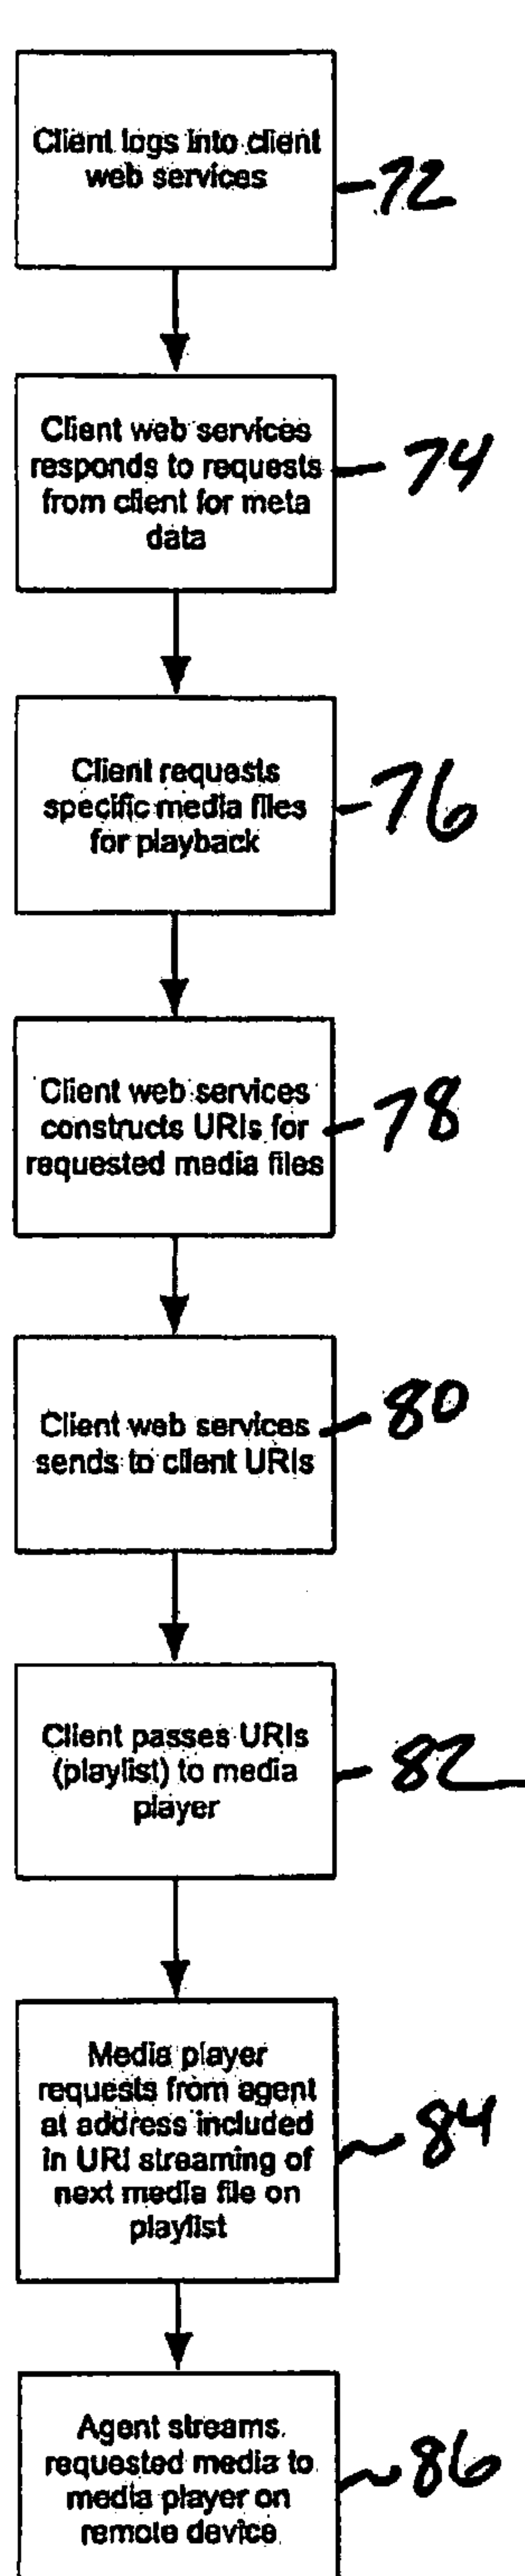 Client logs into client
web services
72
Client web services
responds to requests
from client for meta
data
74
Client requests
specific media files
for playback
76
Client web services
constructs URIs for
requested media files
78
Client web services
sends to client URIs
80
Client passes URIs
(playlist) to media
player
82
Media player
requests from agent
at address included
in URI streaming of
next media file on
playlist
84
Agent streams
requested media to
media player on
remote device
86